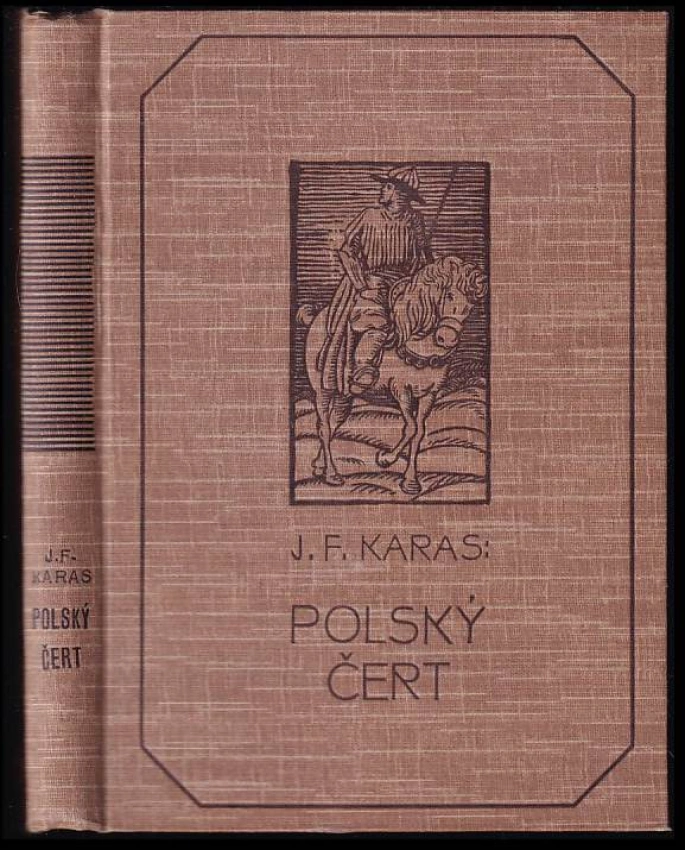 J.F.
KARAS
POLSKÝ
ČERT
J. F. KARAS:
POLSKÝ
ČERT